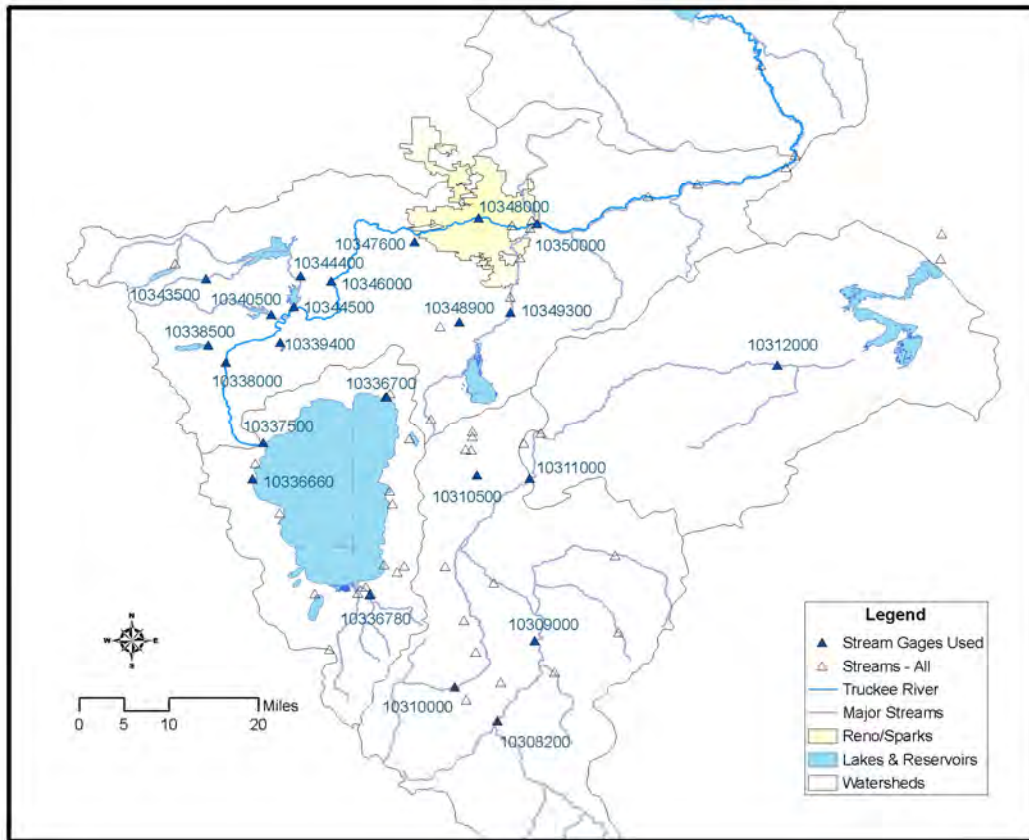 10348000
10347600
10350000
10344400
10346000
10343500
10340500
10344500
10348900
10349300
10338500
10339400
10312000
10338000
10336700
10337500
10336660
10310500
10311000
10336780
10309000
10310000
10308200
N
W
E
S
0
5
10
20
Miles
Legend
Stream Gages Used
Streams - All
Truckee River
Major Streams
Reno/Sparks
Lakes & Reservoirs
Watersheds